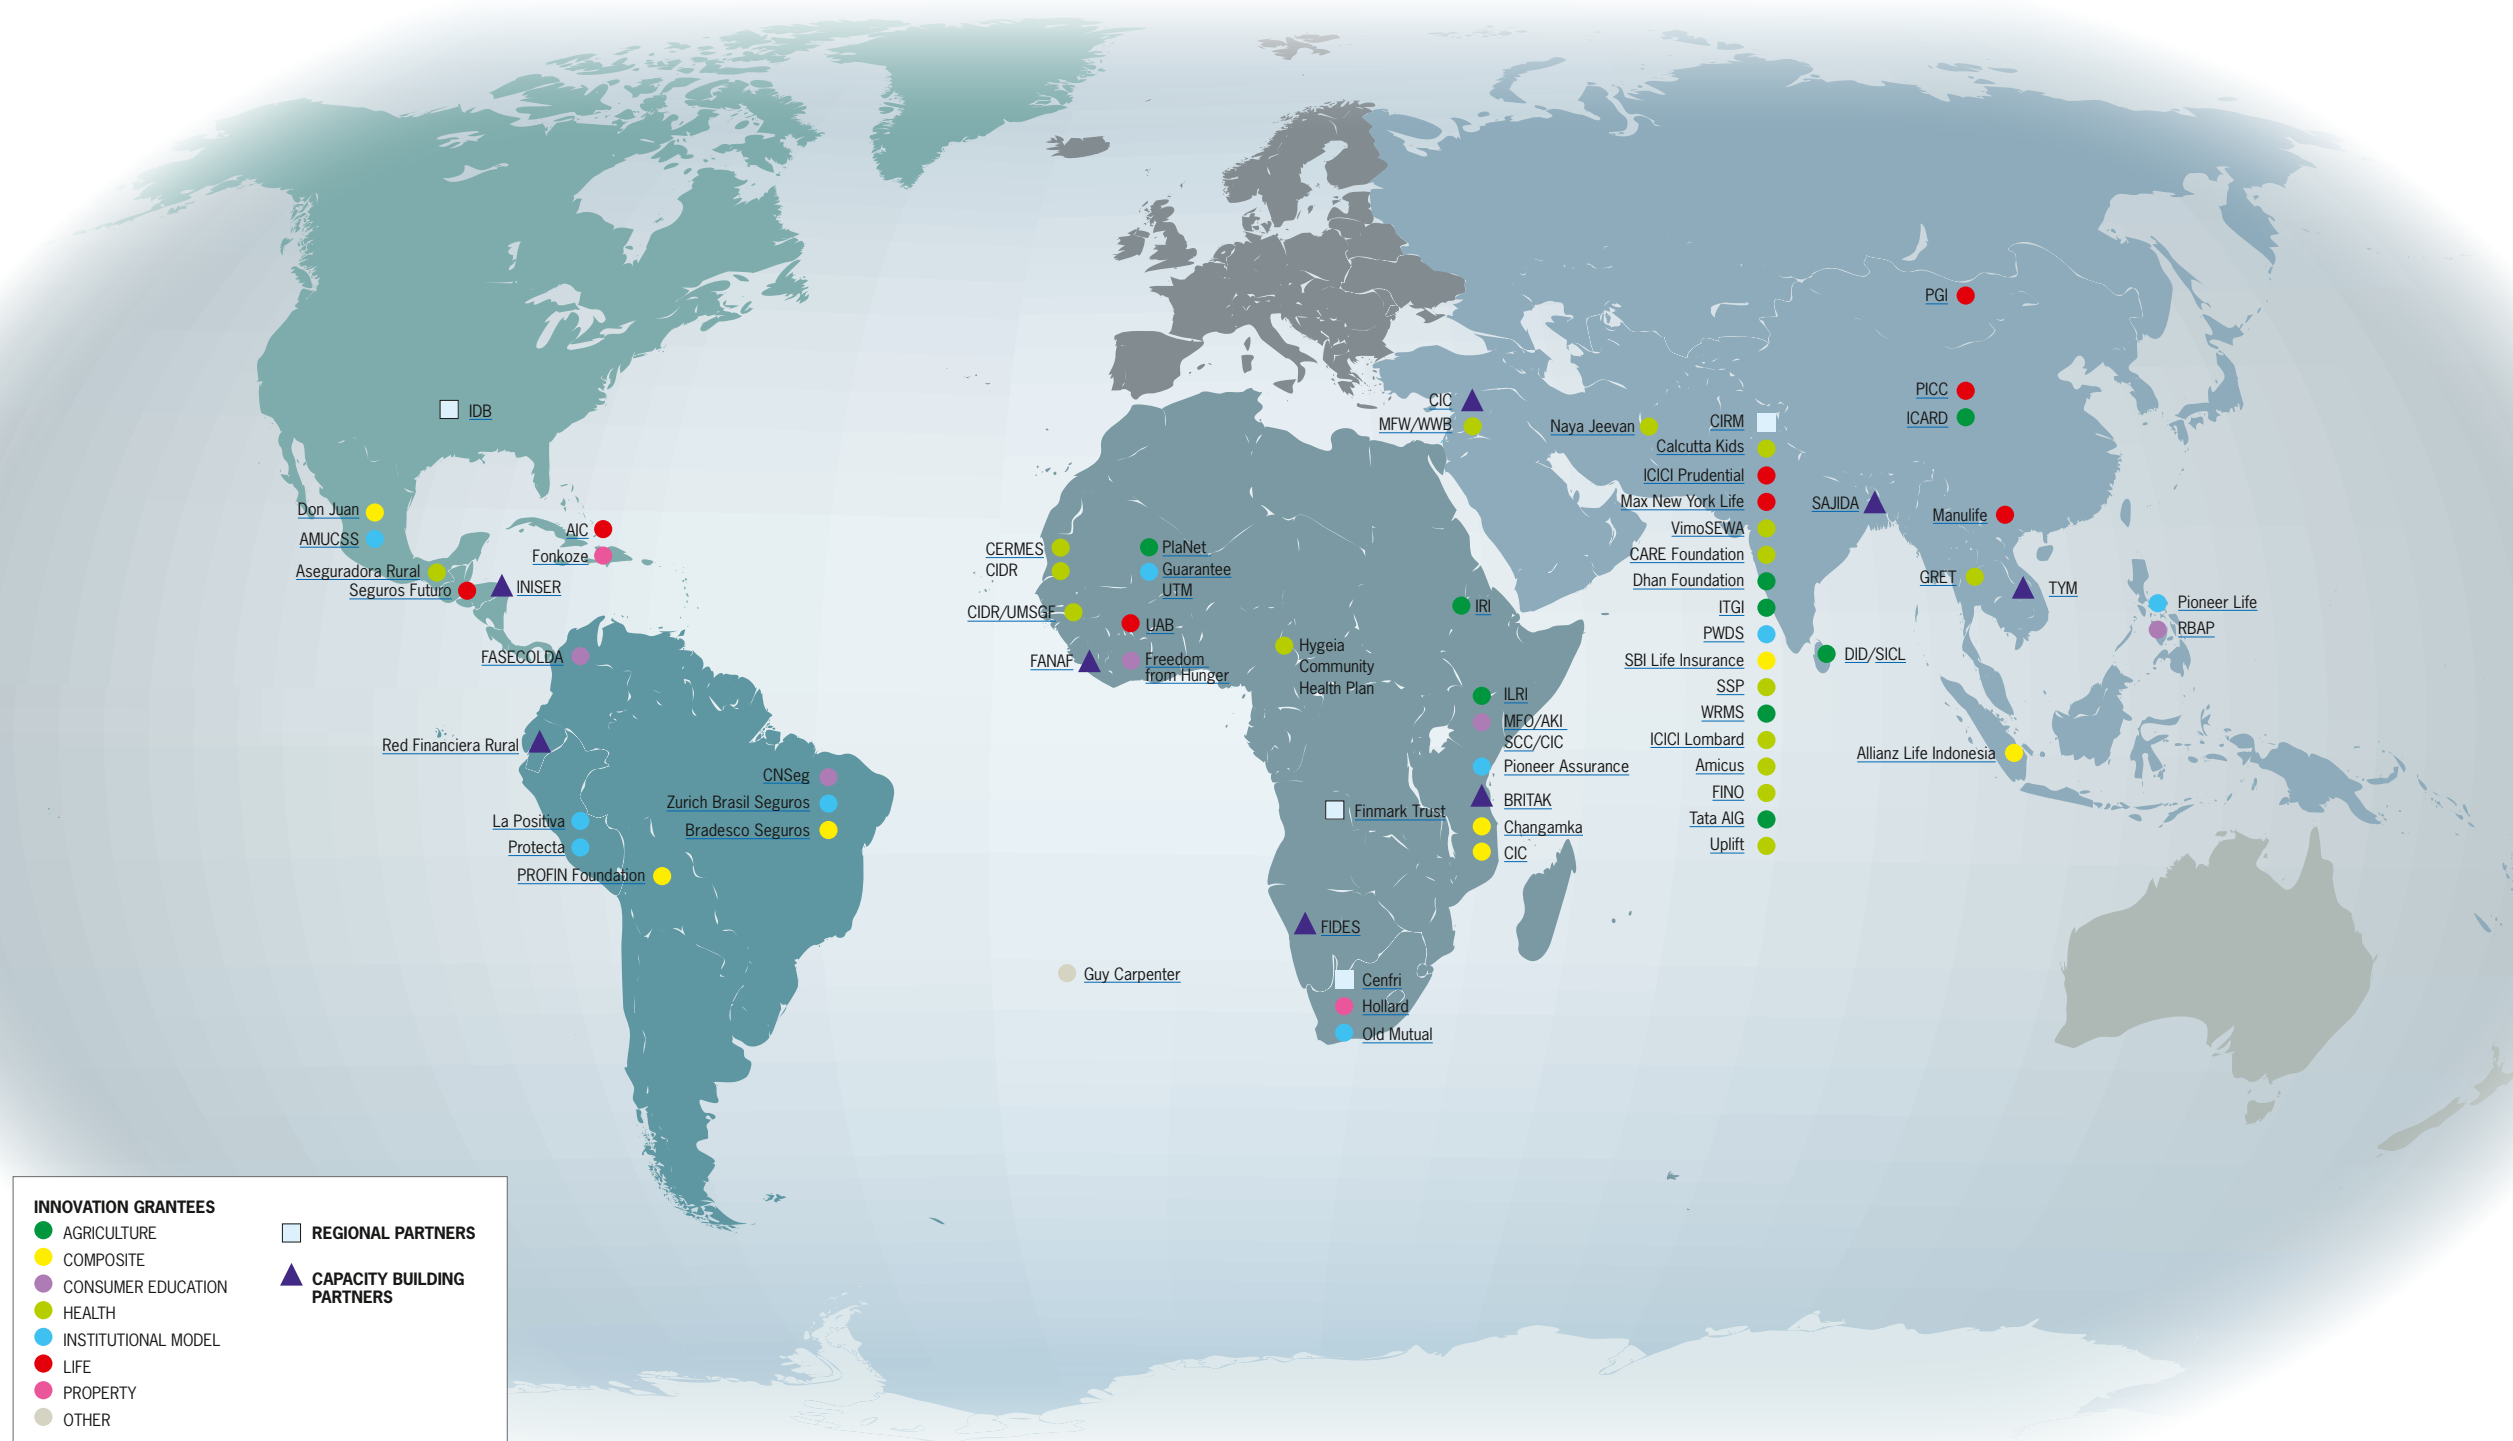 PGI
PICC
ICARD
CIC
MFW/WWB
Naya Jeevan
CIRM
Calcutta Kids
ICICI Prudential
Max New York Life
VimoSEWA
CARE Foundation
Dhan Foundation
ITGI
PWDS
SBI Life Insurance
SSP
WRMS
ICICI Lombard
Amicus
FINO
Tata AIG
Uplift
SAJIDA
Manulife
GRET
TYM
Pioneer Life
RBAP
DID/SICL
Allianz Life Indonesia
IDB
Don Juan
AMUCSS
Aseguradora Rural
Seguros Futuro
INISER
AIC
Fonkoze
FASECOLDA
Red Financiera Rural
CNSeg
Zurich Brasil Seguros
Bradesco Seguros
La Positiva
Protecta
PROFIN Foundation
CERMES
CIDR
CIDR/UMSGF
PlaNet
Guarantee
UTM
UAB
FANAF
Freedom
from Hunger
Hygeia
Community
Health Plan
IRI
ILRI
MFO/AKI
SCC/CIC
Pioneer Assurance
BRITAK
Changamka
CIC
Finmark Trust
FIDES
Cenfri
Hollard
Old Mutual
Guy Carpenter
INNOVATION GRANTEES
AGRICULTURE
COMPOSITE
CONSUMER EDUCATION
HEALTH
INSTITUTIONAL MODEL
LIFE
PROPERTY
OTHER
REGIONAL PARTNERS
CAPACITY BUILDING
PARTNERS